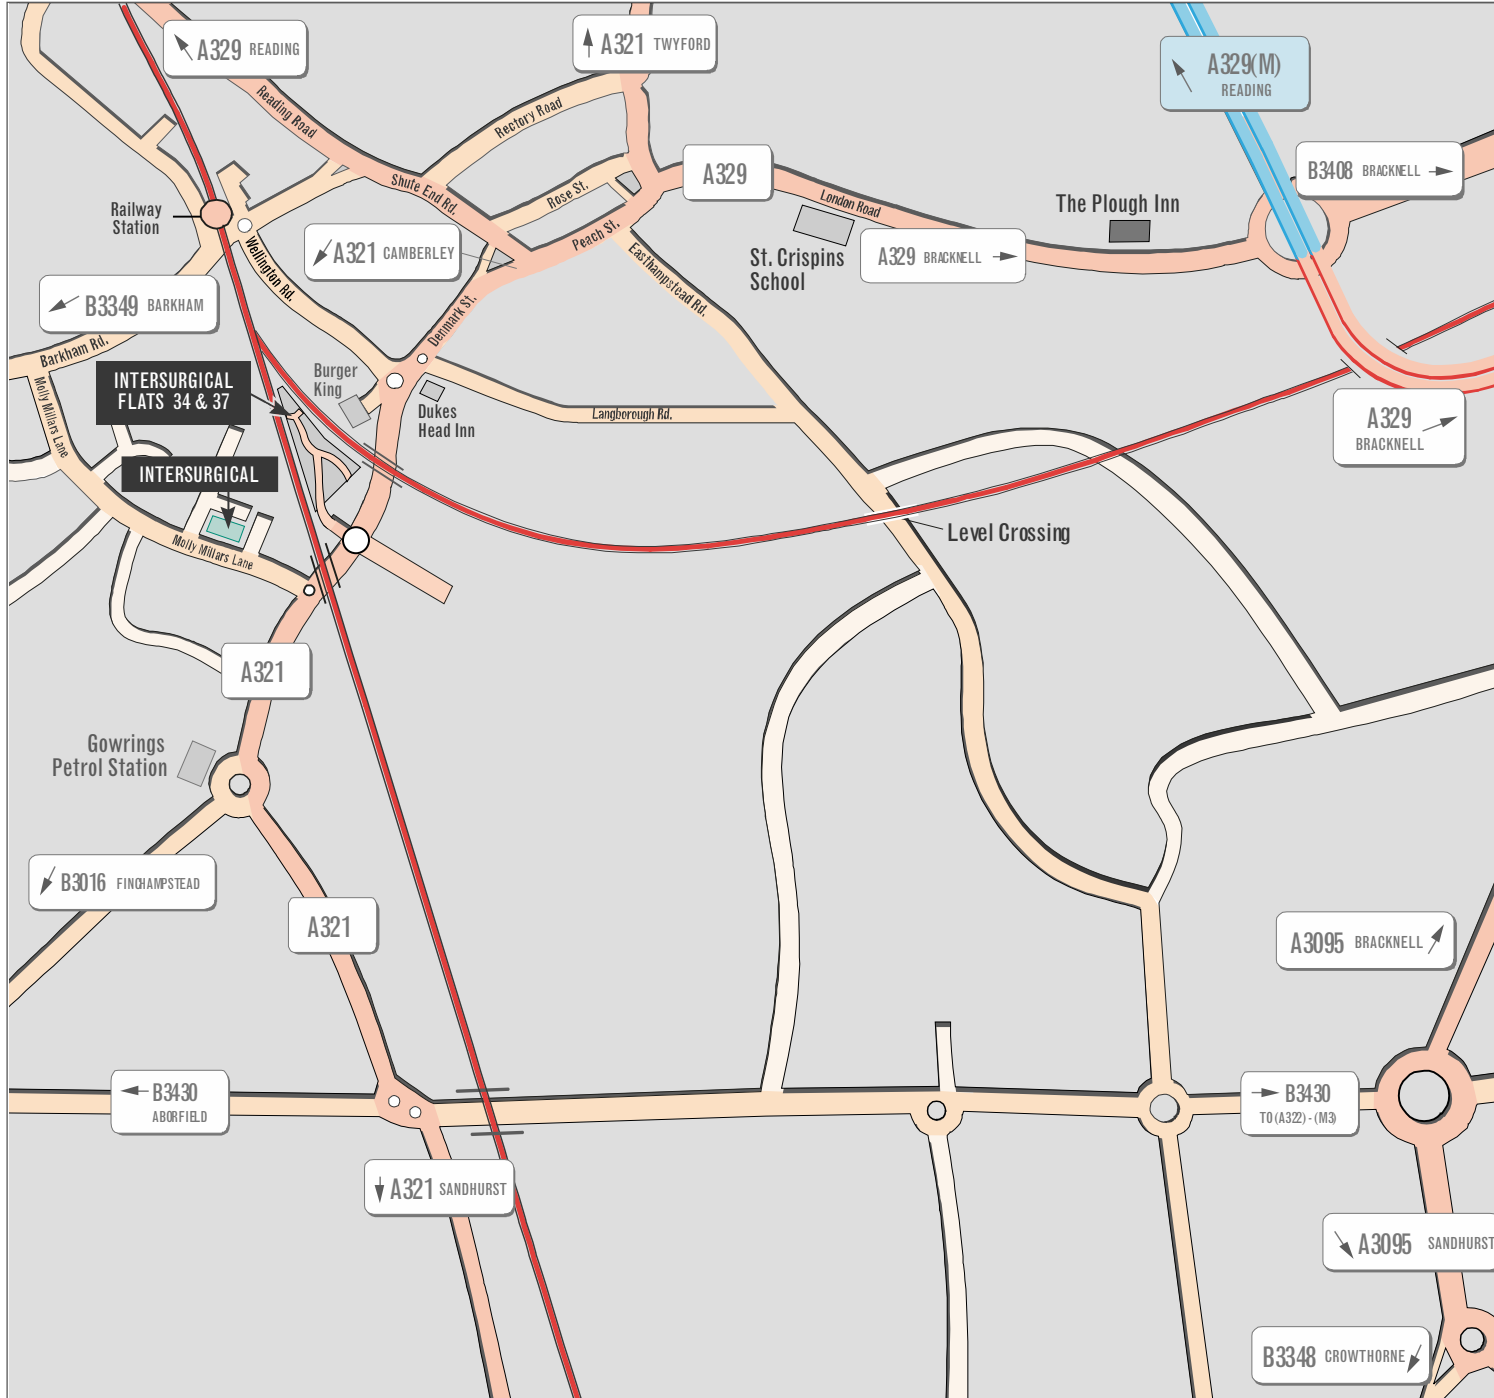 A329 READING
A321 TWYFORD
A329(M)
READING
Reading Road
Rectory Road
B3408 BRACKNELL
A329
Shute End Rd.
Rose St.
London Road
The Plough Inn
Railway
Station
Peach St.
A321 CAMBERLEY
Wellington Rd.
Easthampstead Rd.
St. Crispins
School
A329 BRACKNELL
B3349 BARKHAM
Denmark St.
Barkham Rd.
Molly Millars Lane
INTERSURGICAL
FLATS 34 & 37
Burger
King
Dukes
Head Inn
Langborough Rd.
A329
BRACKNELL
INTERSURGICAL
Molly Millars Lane
Level Crossing
A321
Gowrings
Petrol Station
B3016 FINCHAMPSTEAD
A321
A3095 BRACKNELL
B3430
ABORFIELD
B3430
TO (A322) - (M3)
A321 SANDHURST
A3095 SANDHURST
B3348 CROWTHORNE